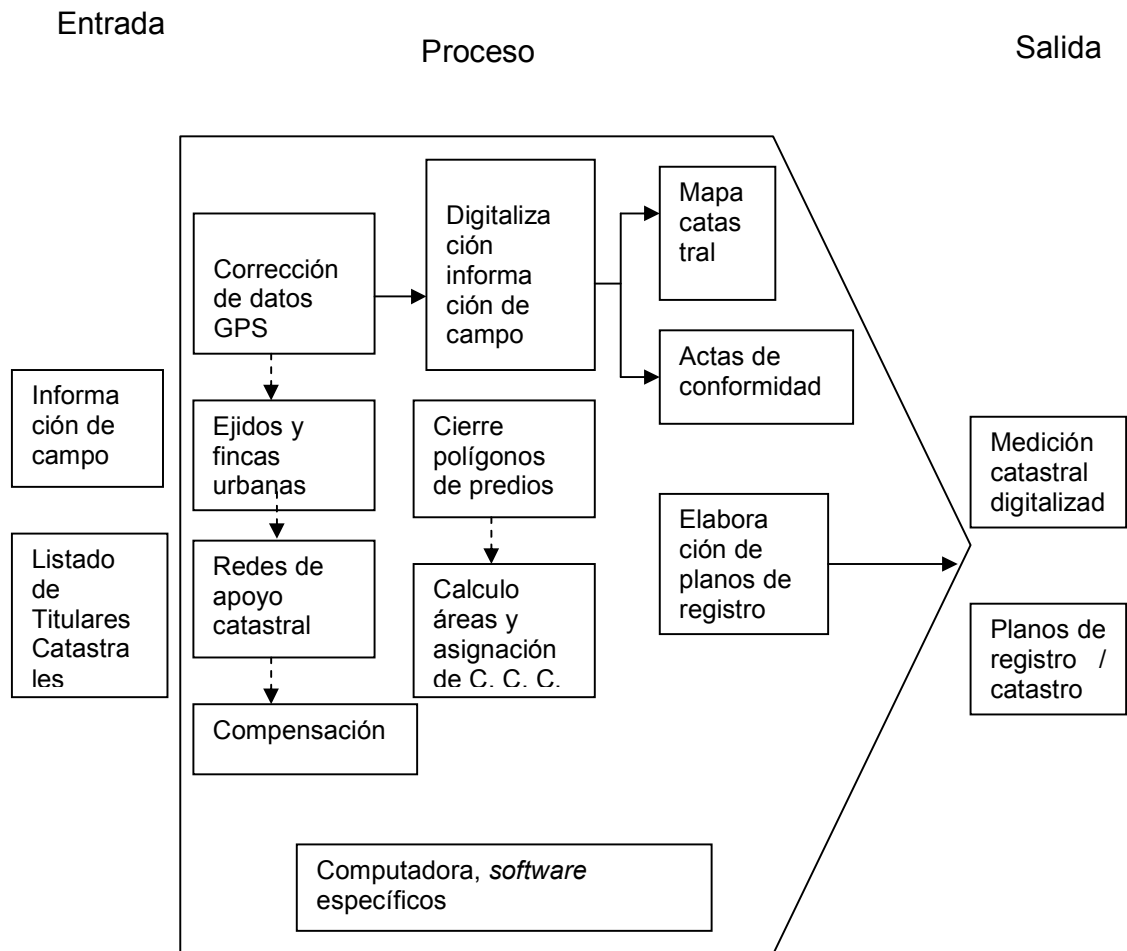 Entrada
Proceso
Salida
Informa
ción de
campo
Listado
de
Titulares
Catastra
les
Corrección
de datos
GPS
Ejidos y
fincas
urbanas
Redes de
apoyo
catastral
Compensación
Digitaliza
ción
informa
ción de
campo
Cierre
polígonos
de predios
Calculo
áreas y
asignación
de C. C. C.
Mapa
catas
tral
Actas de
conformidad
Elabora
ción de
planos de
registro
Computadora, software
específicos
Medición
catastral
digitalizad
Planos de
registro /
catastro